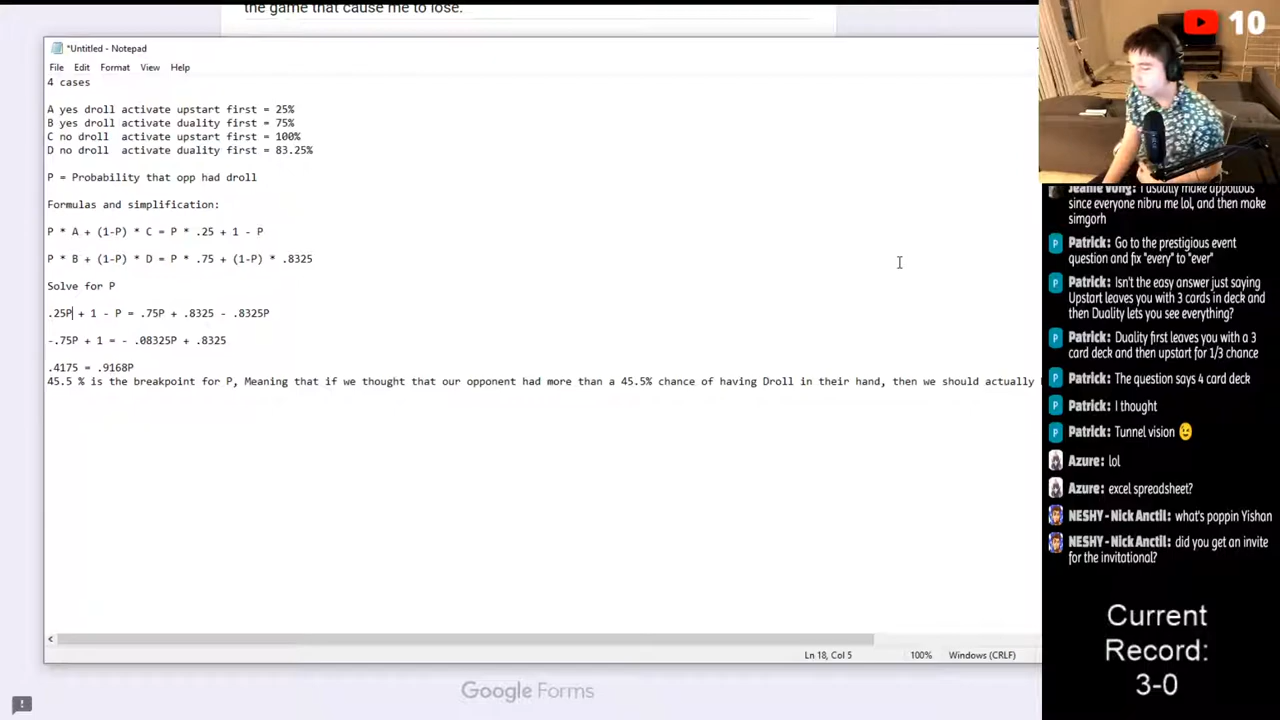 the game that cause me to lose.
*Untitled - Notepad
File Edit Format View Help
4 cases
A yes droll activate upstart first = 25%
B yes droll activate duality first = 75%
C no droll  activate upstart first = 100%
D no droll  activate duality first = 83.25%
P = Probability that opp had droll
Formulas and simplification:
P * A + (1-P) * C = P * .25 + 1 - P
P * B + (1-P) * D = P * .75 + (1-P) * .8325
Solve for P
.25P + 1 - P = .75P + .8325 - .8325P
-.75P + 1 = - .08325P + .8325
.4175 = .9168P
45.5 % is the breakpoint for P, Meaning that if we thought that our opponent had more than a 45.5% chance of having Droll in their hand, then we should actually
Ln 18, Col 5 100% Windows (CRLF)
Google Forms
10
Jeanie Vong: I usually make appollous
since everyone nibru me lol, and then make
simgorh
P Patrick: Go to the prestigious event
question and fix "every" to "ever"
P Patrick: Isn't the easy answer just saying
Upstart leaves you with 3 cards in deck and
then Duality lets you see everything?
P Patrick: Duality first leaves you with a 3
card deck and then upstart for 1/3 chance
P Patrick: The question says 4 card deck
P Patrick: I thought
P Patrick: Tunnel vision 😉
Azure: lol
Azure: excel spreadsheet?
NESHY - Nick Anctil: what's poppin Yishan
NESHY - Nick Anctil: did you get an invite
for the invitational?
Current
Record:
3-0